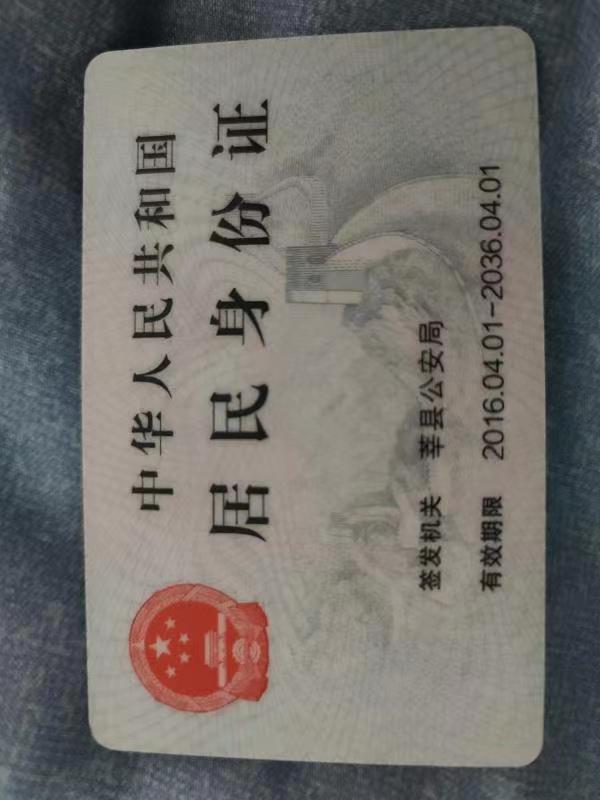 中华人民共和国
居民身份证
签发机关 莘县公安局
有效期限 2016.04.01-2036.04.01